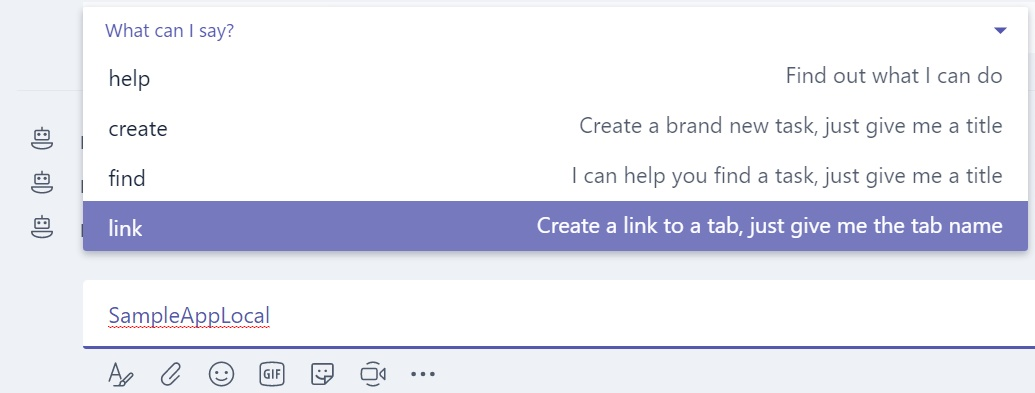 What can I say?
help Find out what I can do
create Create a brand new task, just give me a title
find I can help you find a task, just give me a title
link Create a link to a tab, just give me the tab name
SampleAppLocal
GIF